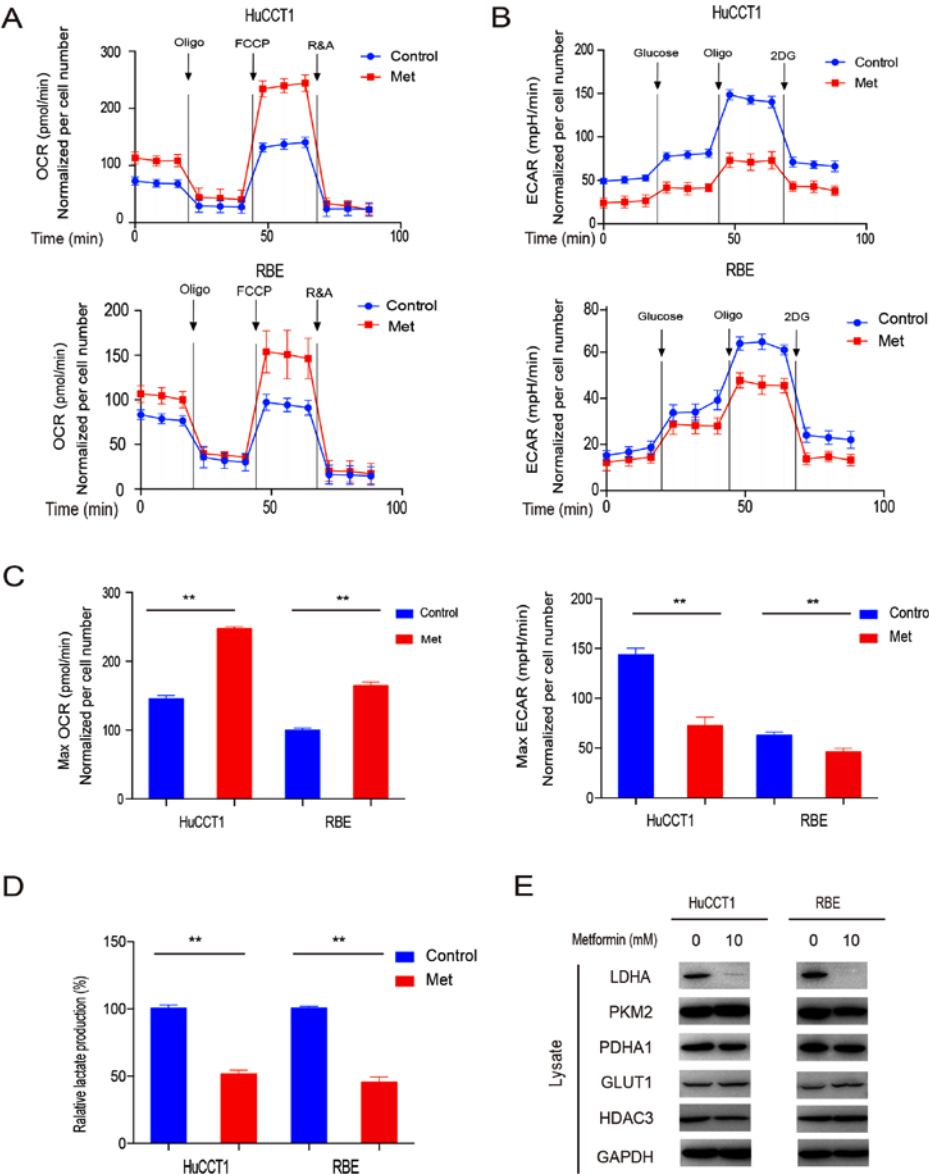 A
HuCCT1
Oligo FCCP R&A
Control
Met
OCR (pmol/min)
Normalized per cell number
300
200
100
0
0 50 100
Time (min)
RBE
Oligo FCCP R&A
Control
Met
OCR (pmol/min)
Normalized per cell number
200
150
100
50
0
0 50 100
Time (min)
B
HuCCT1
Glucose Oligo 2DG
Control
Met
ECAR (mpH/min)
Normalized per cell number
200
150
100
50
0
0 50 100
Time (min)
RBE
Glucose Oligo 2DG
Control
Met
ECAR (mpH/min)
Normalized per cell number
80
60
40
20
0
0 50 100
Time (min)
C
Max OCR (pmol/min)
Normalized per cell number
300
200
100
0
** **
Control
Met
HuCCT1 RBE
Max ECAR (mpH/min)
Normalized per cell number
200
150
100
50
0
** **
Contro
Met
HuCCT1 RBE
D
Ralative lactate production (%)
150
100
50
0
** **
Control
Met
HuCCT1 RBE
E
HuCCT1 RBE
Metformin (mM) 0 10 0 10
Lysate
LDHA
PKM2
PDHA1
GLUT1
HDAC3
GAPDH